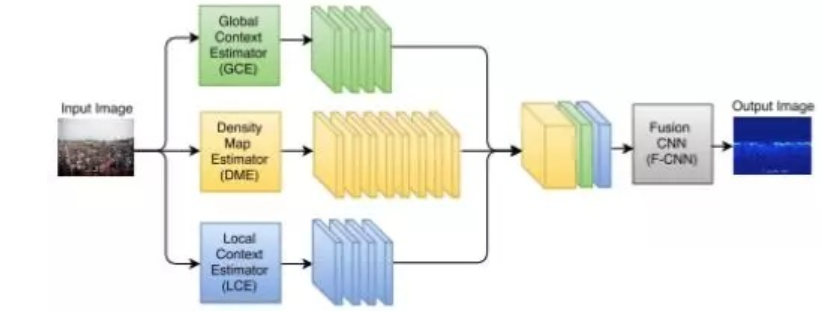 Global
Context
Estimator
(GCE)
Input Image
Density
Map
Estimator
(DME)
Fusion
CNN
(F-CNN)
Output Image
Local
Context
Estimator
(LCE)